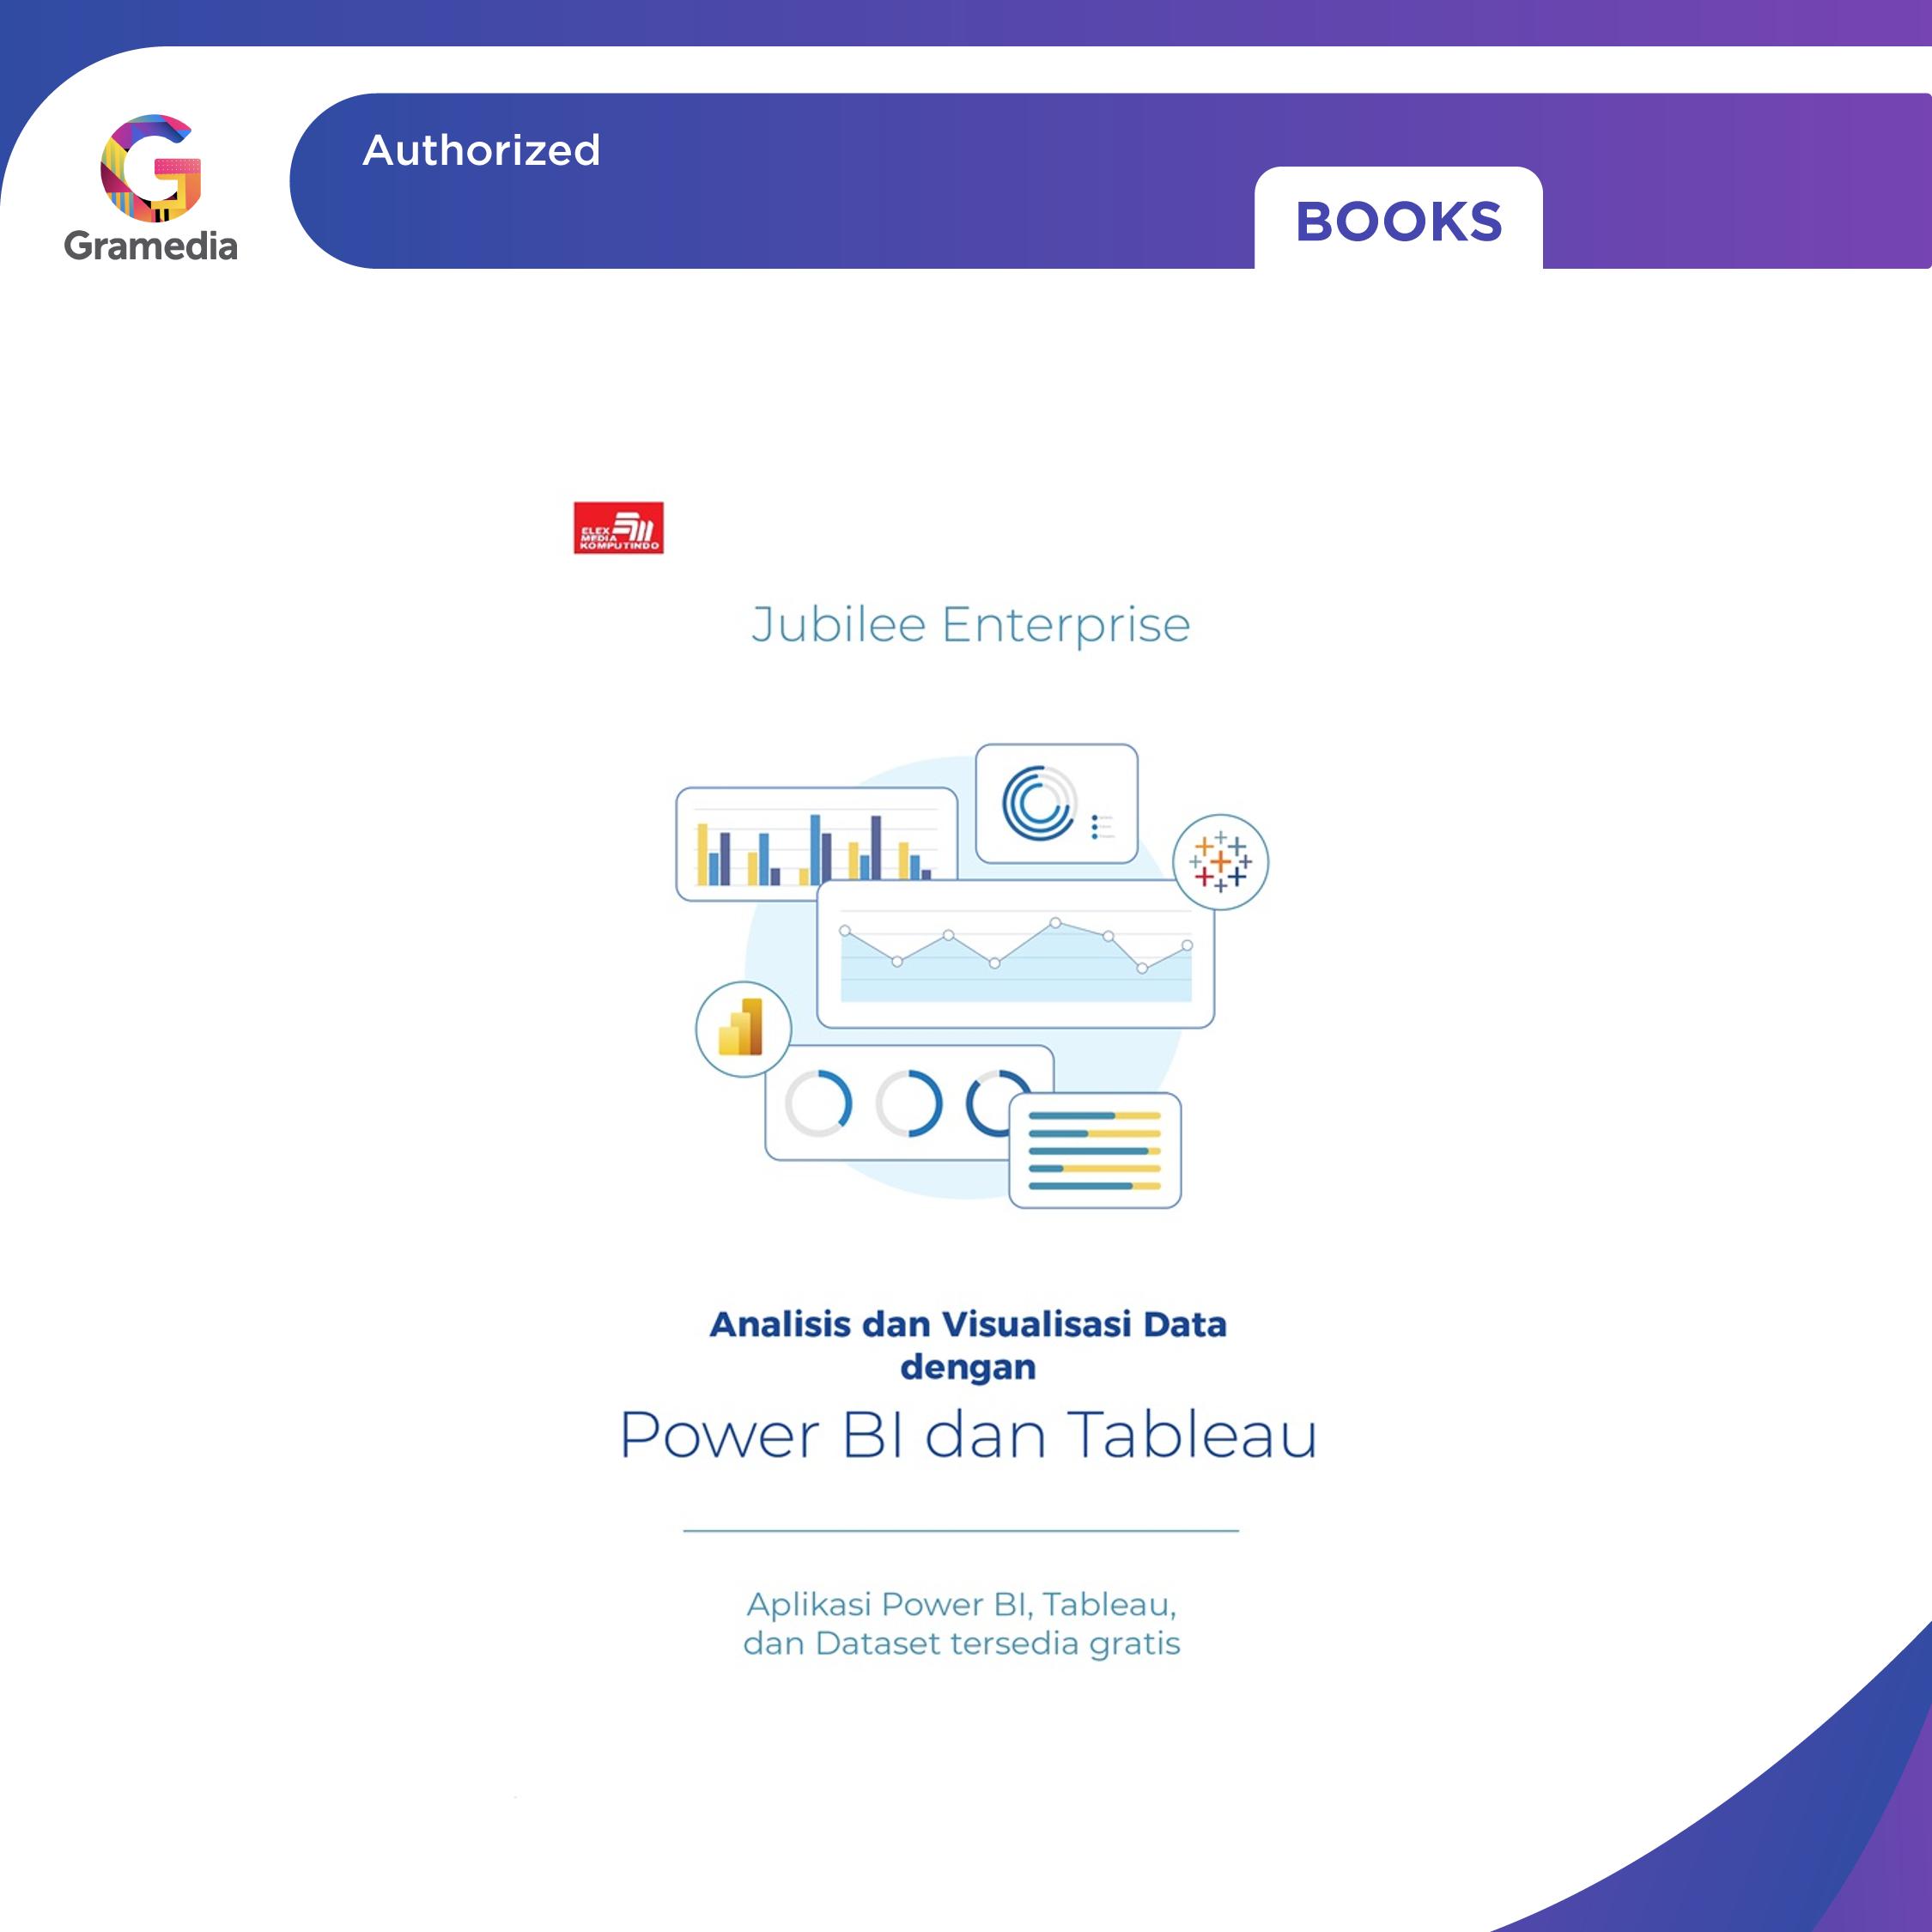 Gramedia
Authorized
BOOKS
ELEX
MEDIA
KOMPUTINDO
Jubilee Enterprise
Analisis dan Visualisasi Data
dengan
Power BI dan Tableau
Aplikasi Power BI, Tableau,
dan Dataset tersedia gratis